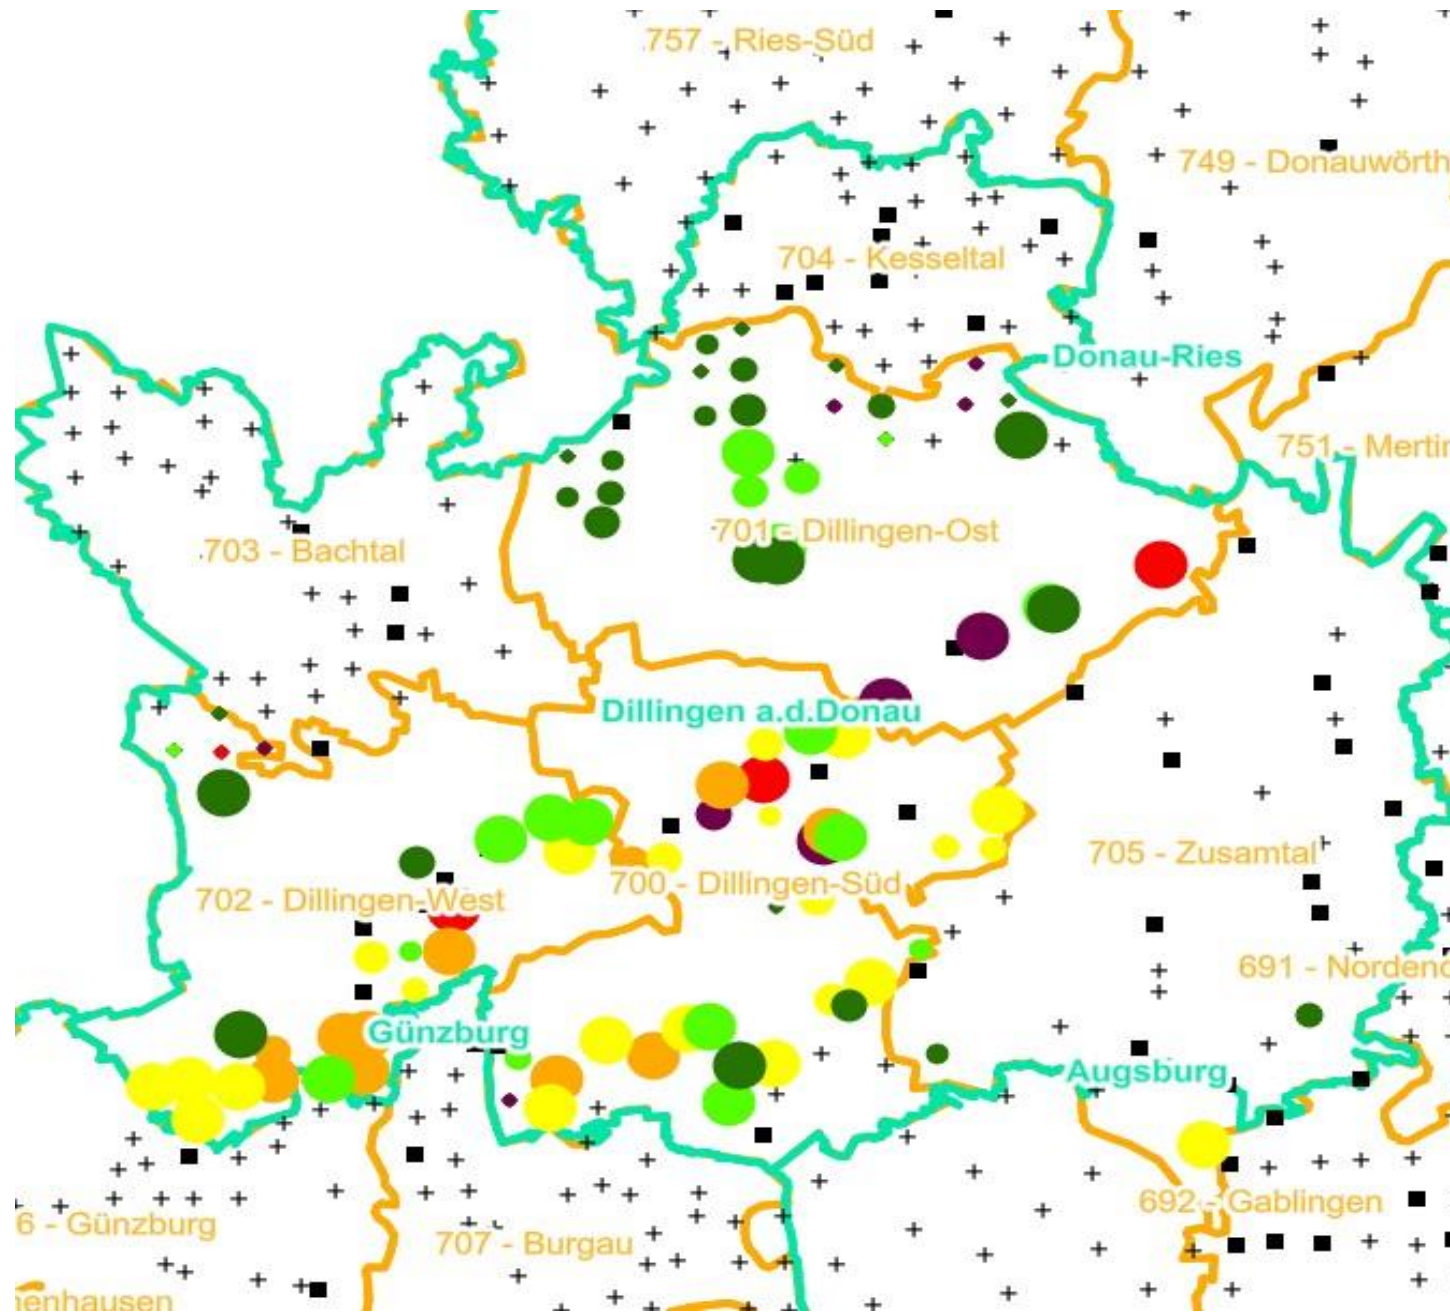 757 - Ries-Süd
749 - Donauwörth
704 - Kesseltal
Donau-Ries
751 - Mertin
701 - Dillingen-Ost
703 - Bachtal
Dillingen a.d.Donau
705 - Zusamtal
700 - Dillingen-Süd
702 - Dillingen-West
691 - Nordend
Günzburg
Augsburg
692 - Gablingen
6 - Günzburg
707 - Burgau
enhausen